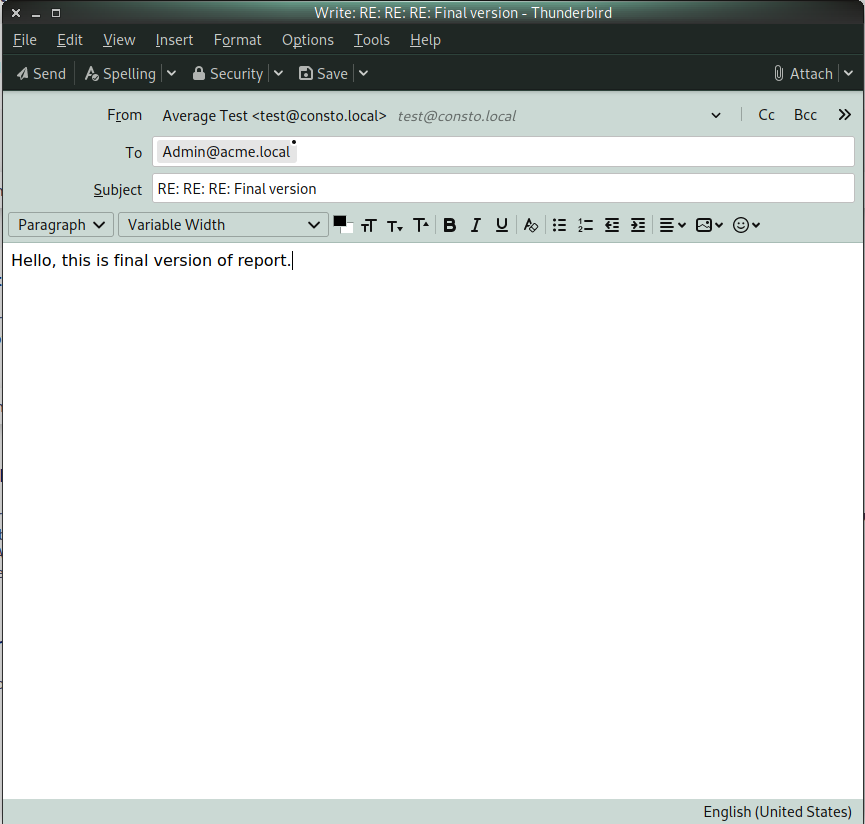 Write: RE: RE: RE: Final version - Thunderbird
File Edit View Insert Format Options Tools Help
Send Spelling Security Save Attach
From Average Test <test@consto.local> test@consto.local Cc Bcc
To Admin@acme.local
Subject RE: RE: RE: Final version
Paragraph Variable Width
Hello, this is final version of report.
English (United States)